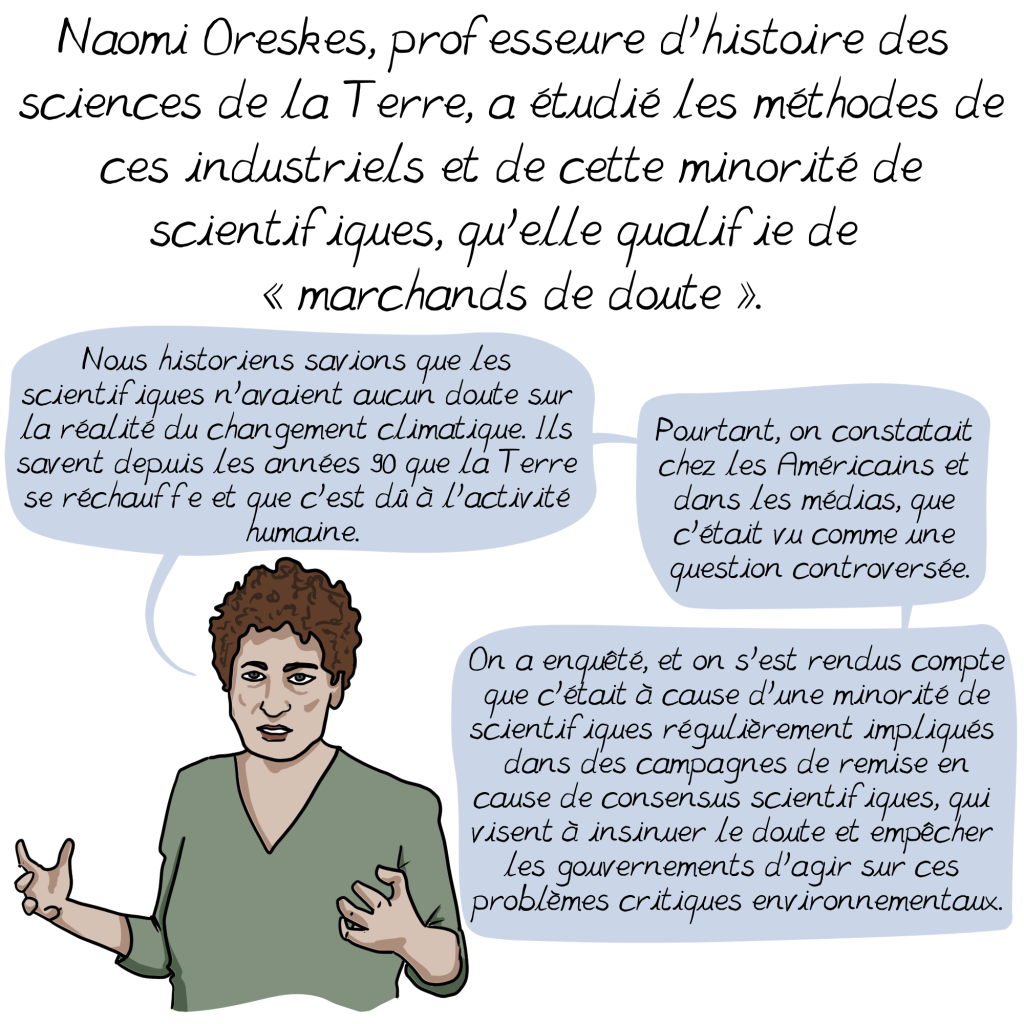 Naomi Oreskes, professeure d'histoire des
sciences de la Terre, a étudié les méthodes de
ces industriels et de cette minorité de
scientifiques, qu'elle qualifie de
« marchands de doute ».
Nous historiens savions que les
scientifiques n'avaient aucun doute sur
la réalité du changement climatique. Ils
savent depuis les années 90 que la Terre
se réchauffe et que c'est dû à l'activité
humaine.
Pourtant, on constatait
chez les Américains et
dans les médias, que
c'était vu comme une
question controversée.
On a enquêté, et on s'est rendus compte
que c'était à cause d'une minorité de
scientifiques régulièrement impliqués
dans des campagnes de remise en
cause de consensus scientifiques, qui
visent à insinuer le doute et empêcher
les gouvernements d'agir sur ces
problèmes critiques environnementaux.